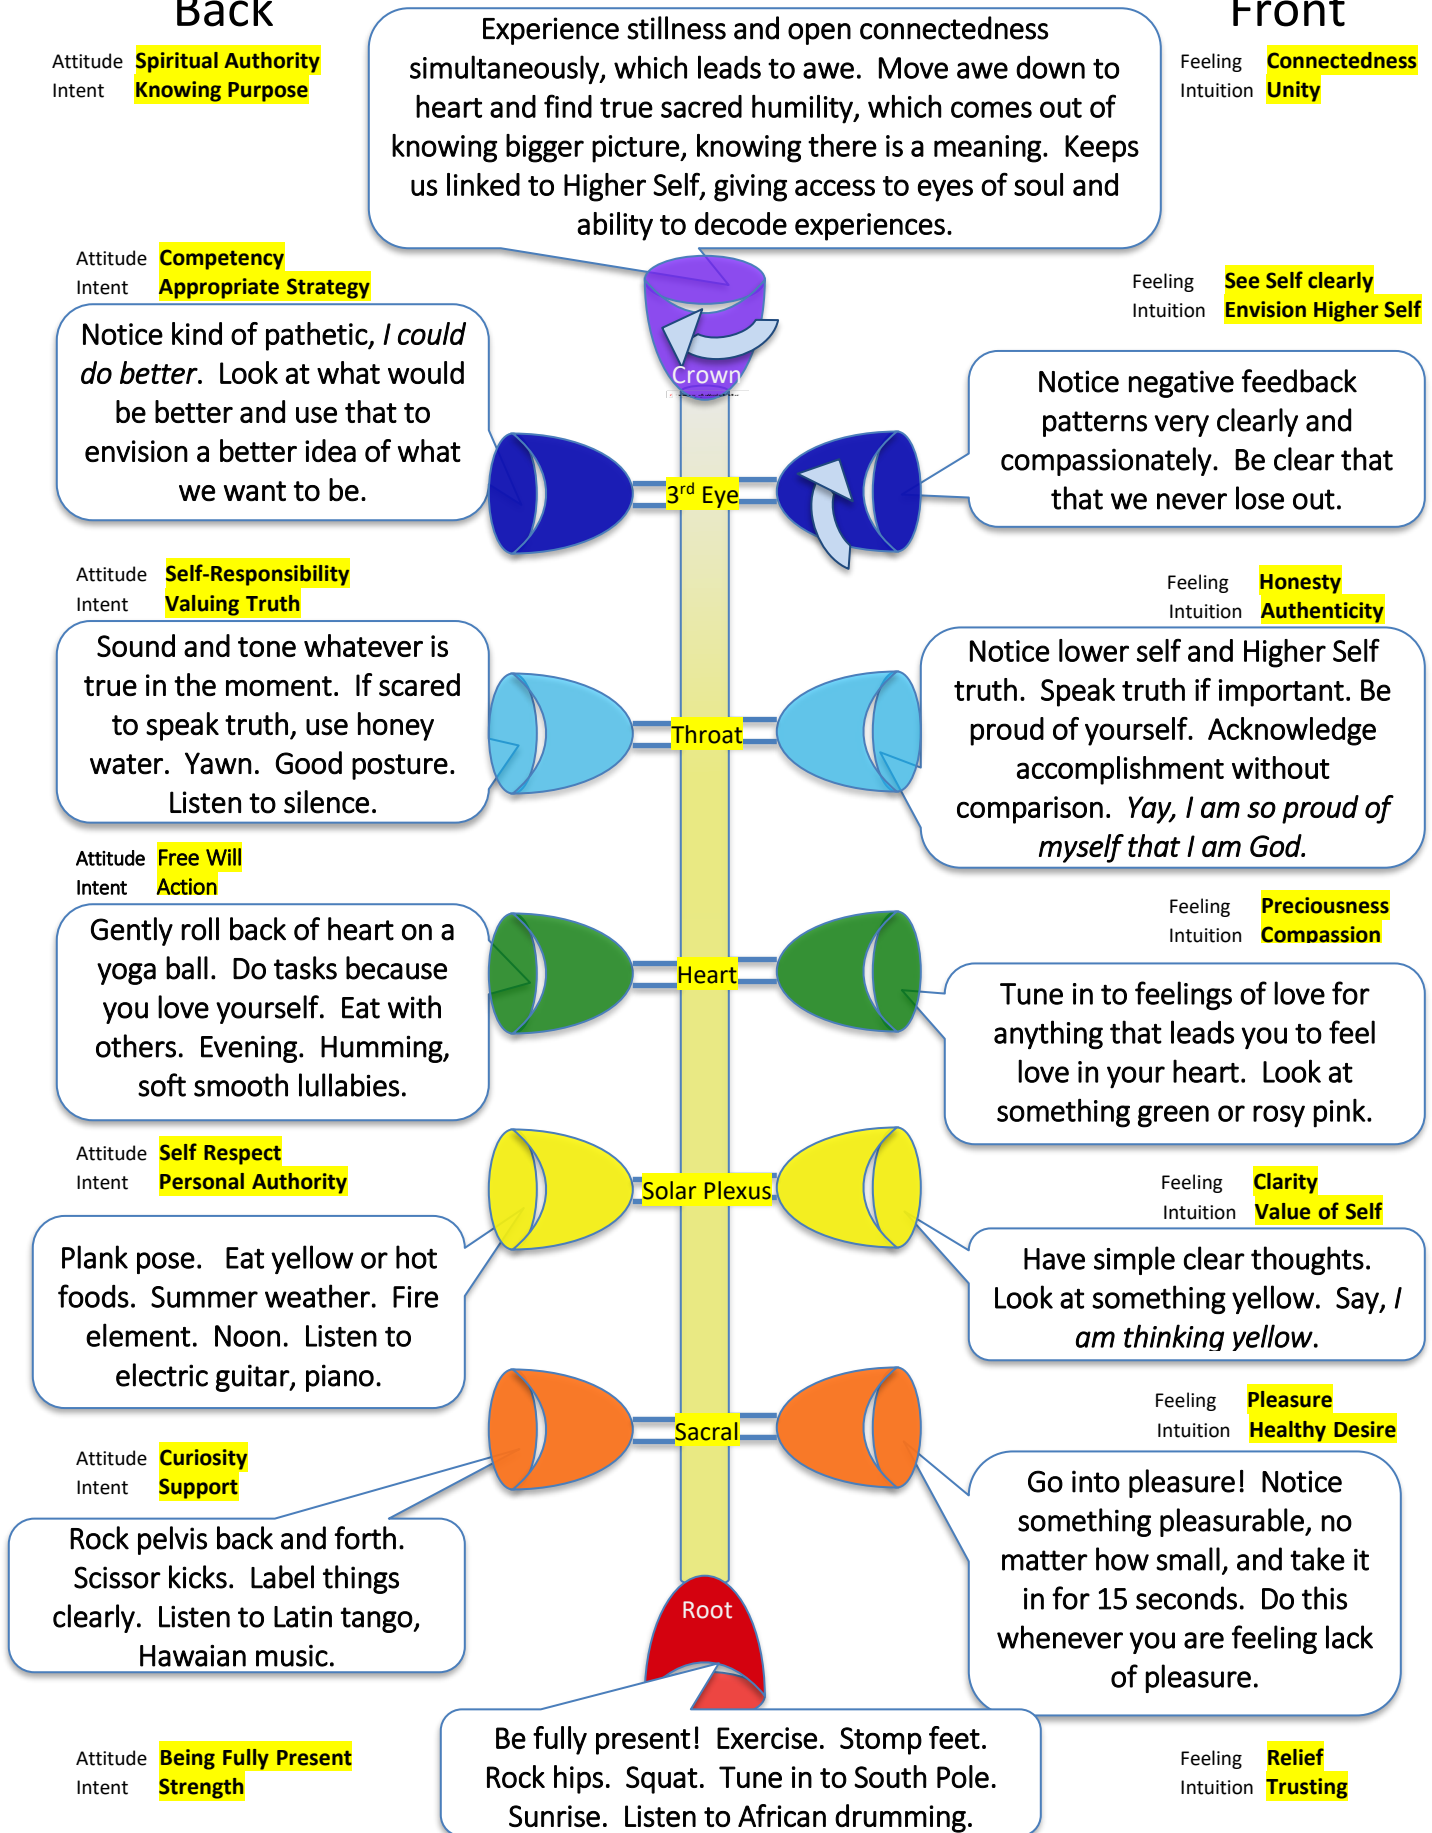 Back
Front
Attitude Spiritual Authority
Intent Knowing Purpose
Experience stillness and open connectedness
simultaneously, which leads to awe. Move awe down to
heart and find true sacred humility, which comes out of
knowing bigger picture, knowing there is a meaning. Keeps
us linked to Higher Self, giving access to eyes of soul and
ability to decode experiences.
Feeling Connectedness
Intuition Unity
Crown
Attitude Competency
Intent Appropriate Strategy
Notice kind of pathetic, I could
do better. Look at what would
be better and use that to
envision a better idea of what
we want to be.
Feeling See Self clearly
Intuition Envision Higher Self
Notice negative feedback
patterns very clearly and
compassionately. Be clear that
that we never lose out.
3rd Eye
Attitude Self-Responsibility
Intent Valuing Truth
Sound and tone whatever is
true in the moment. If scared
to speak truth, use honey
water. Yawn. Good posture.
Listen to silence.
Feeling Honesty
Intuition Authenticity
Notice lower self and Higher Self
truth. Speak truth if important. Be
proud of yourself. Acknowledge
accomplishment without
comparison. Yay, I am so proud of
myself that I am God.
Throat
Attitude Free Will
Intent Action
Gently roll back of heart on a
yoga ball. Do tasks because
you love yourself. Eat with
others. Evening. Humming,
soft smooth lullabies.
Feeling Preciousness
Intuition Compassion
Tune in to feelings of love for
anything that leads you to feel
love in your heart. Look at
something green or rosy pink.
Heart
Attitude Self Respect
Intent Personal Authority
Plank pose. Eat yellow or hot
foods. Summer weather. Fire
element. Noon. Listen to
electric guitar, piano.
Feeling Clarity
Intuition Value of Self
Have simple clear thoughts.
Look at something yellow. Say, I
am thinking yellow.
Solar Plexus
Attitude Curiosity
Intent Support
Rock pelvis back and forth.
Scissor kicks. Label things
clearly. Listen to Latin tango,
Hawaian music.
Feeling Pleasure
Intuition Healthy Desire
Go into pleasure! Notice
something pleasurable, no
matter how small, and take it
in for 15 seconds. Do this
whenever you are feeling lack
of pleasure.
Sacral
Root
Attitude Being Fully Present
Intent Strength
Be fully present! Exercise. Stomp feet.
Rock hips. Squat. Tune in to South Pole.
Sunrise. Listen to African drumming.
Feeling Relief
Intuition Trusting